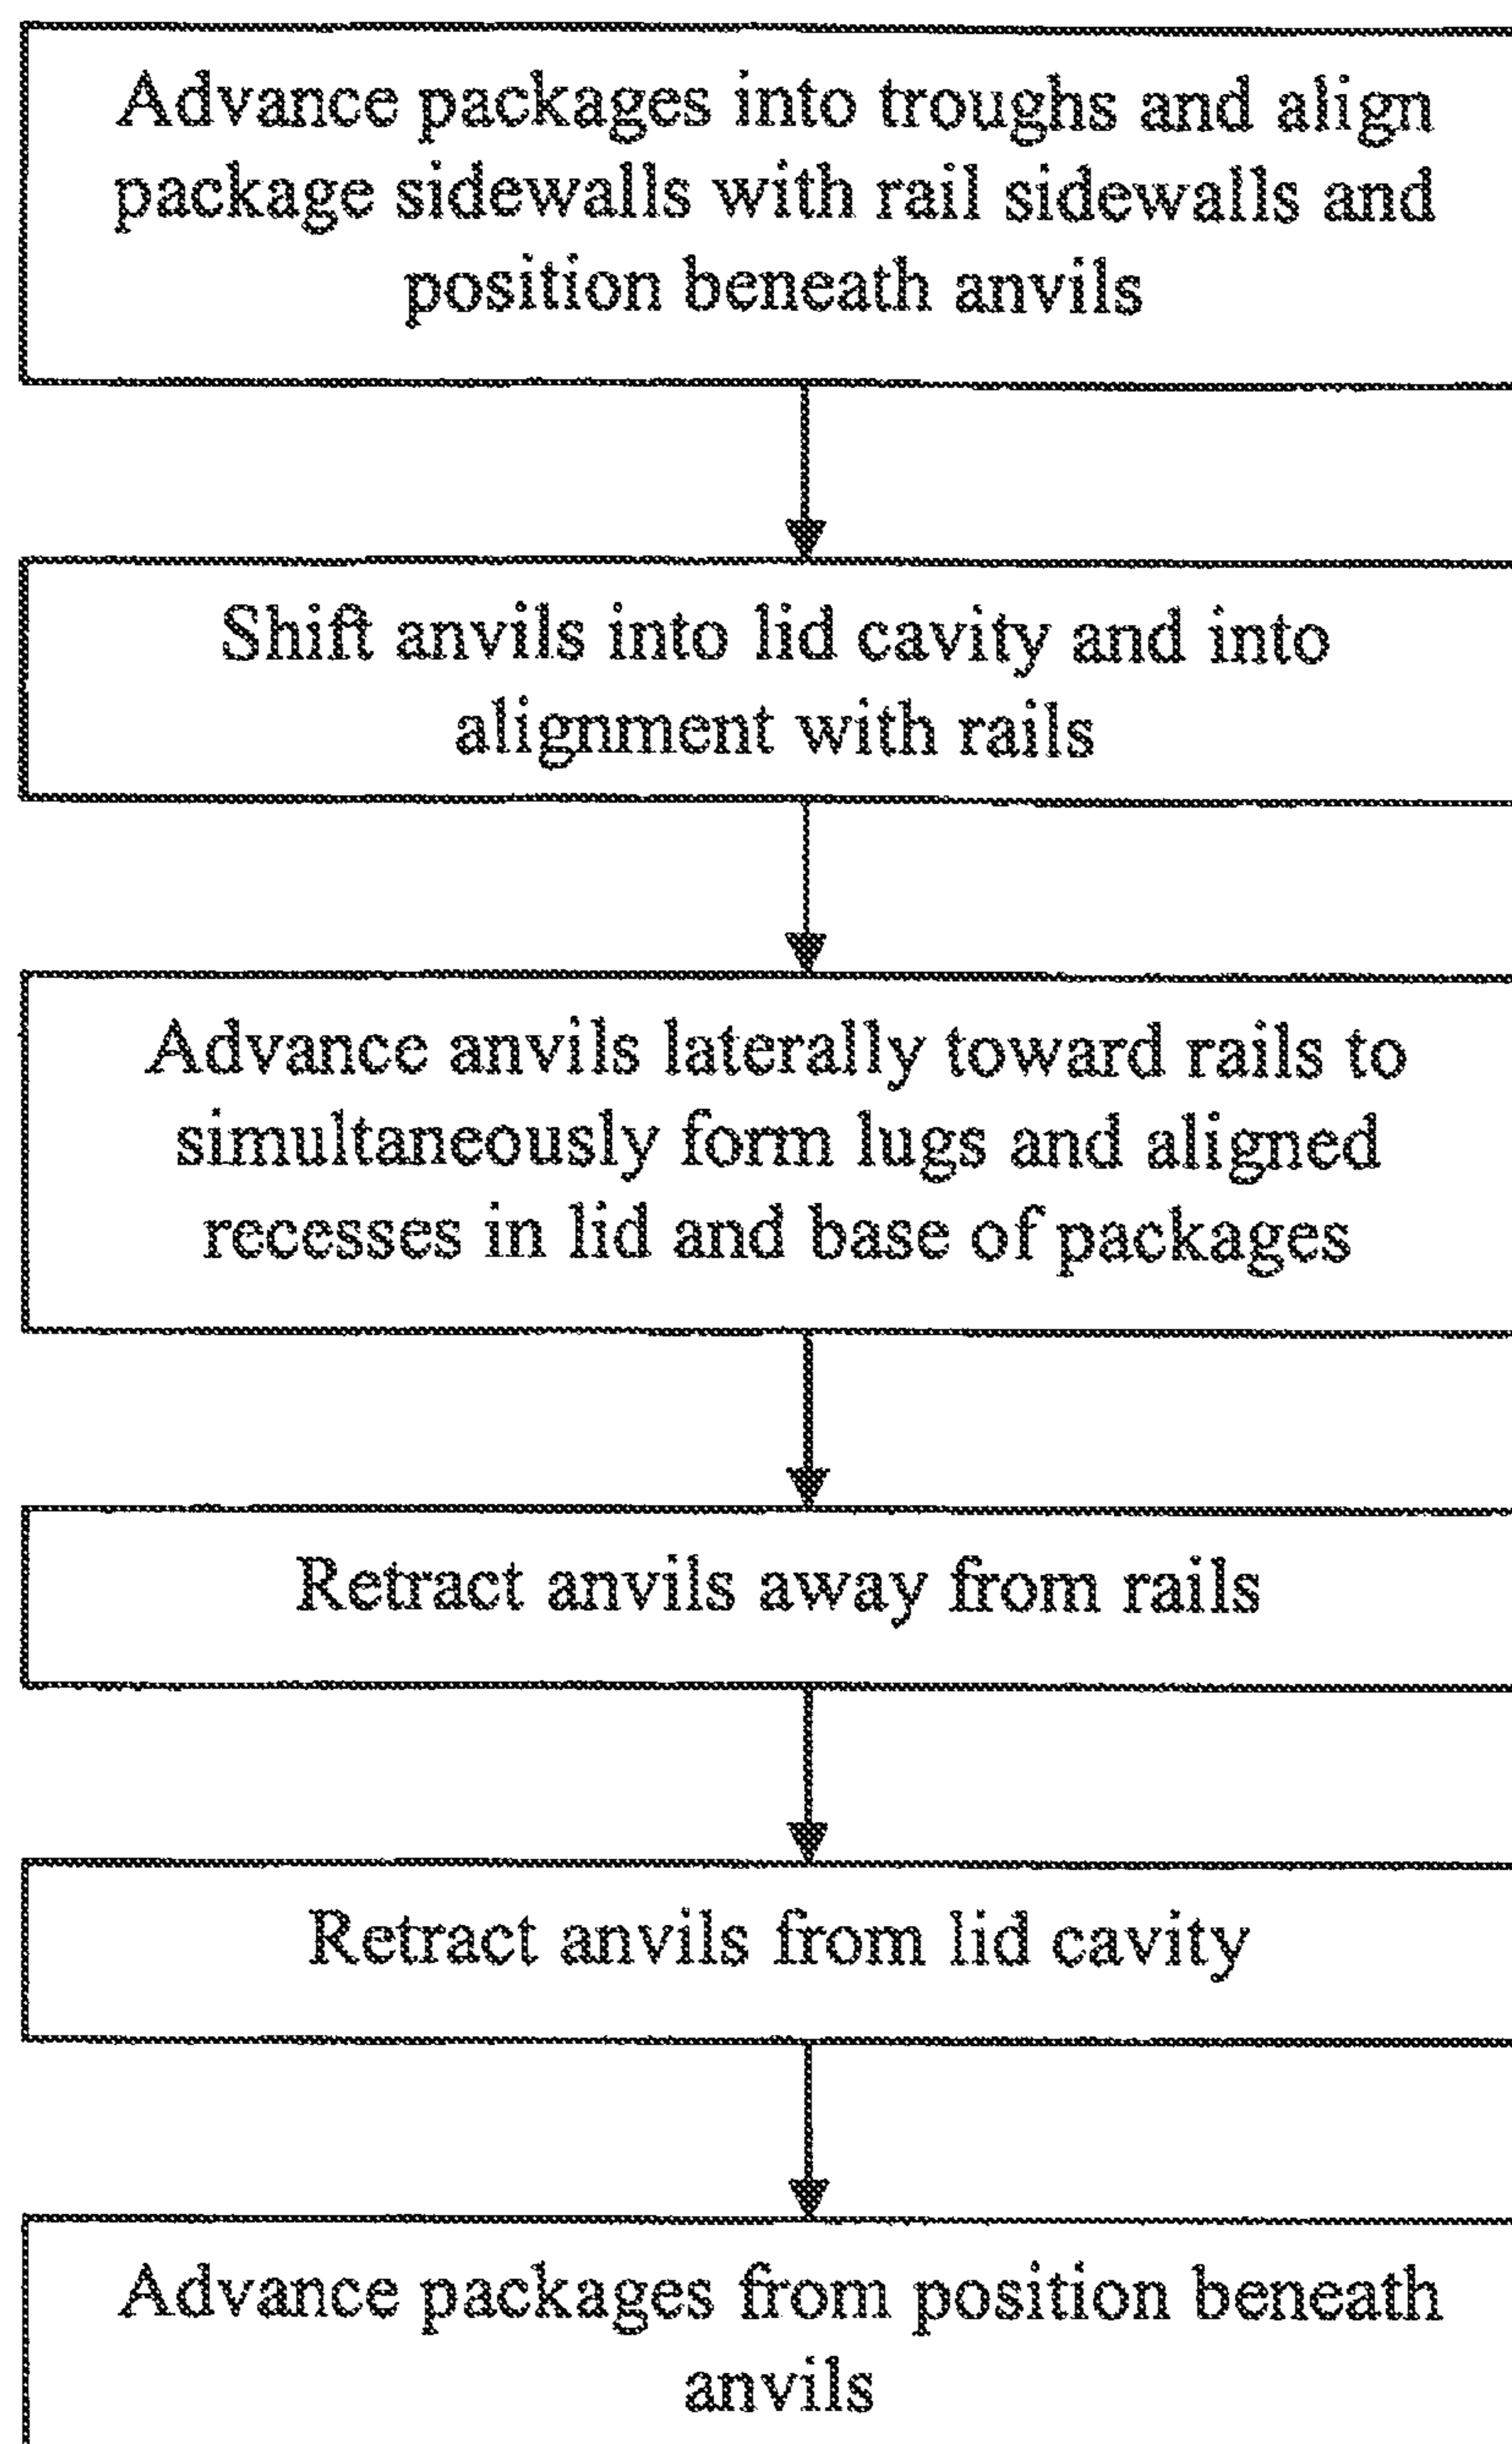 Advance packages into troughs and align
package sidewalls with rail sidewalls and
position beneath anvils
Shift anvils into lid cavity and into
alignment with rails
Advance anvils laterally toward rails to
simultaneously form lugs and aligned
recesses in lid and base of packages
Retract anvils away from rails
Retract anvils from lid cavity
Advance packages from position beneath
anvils